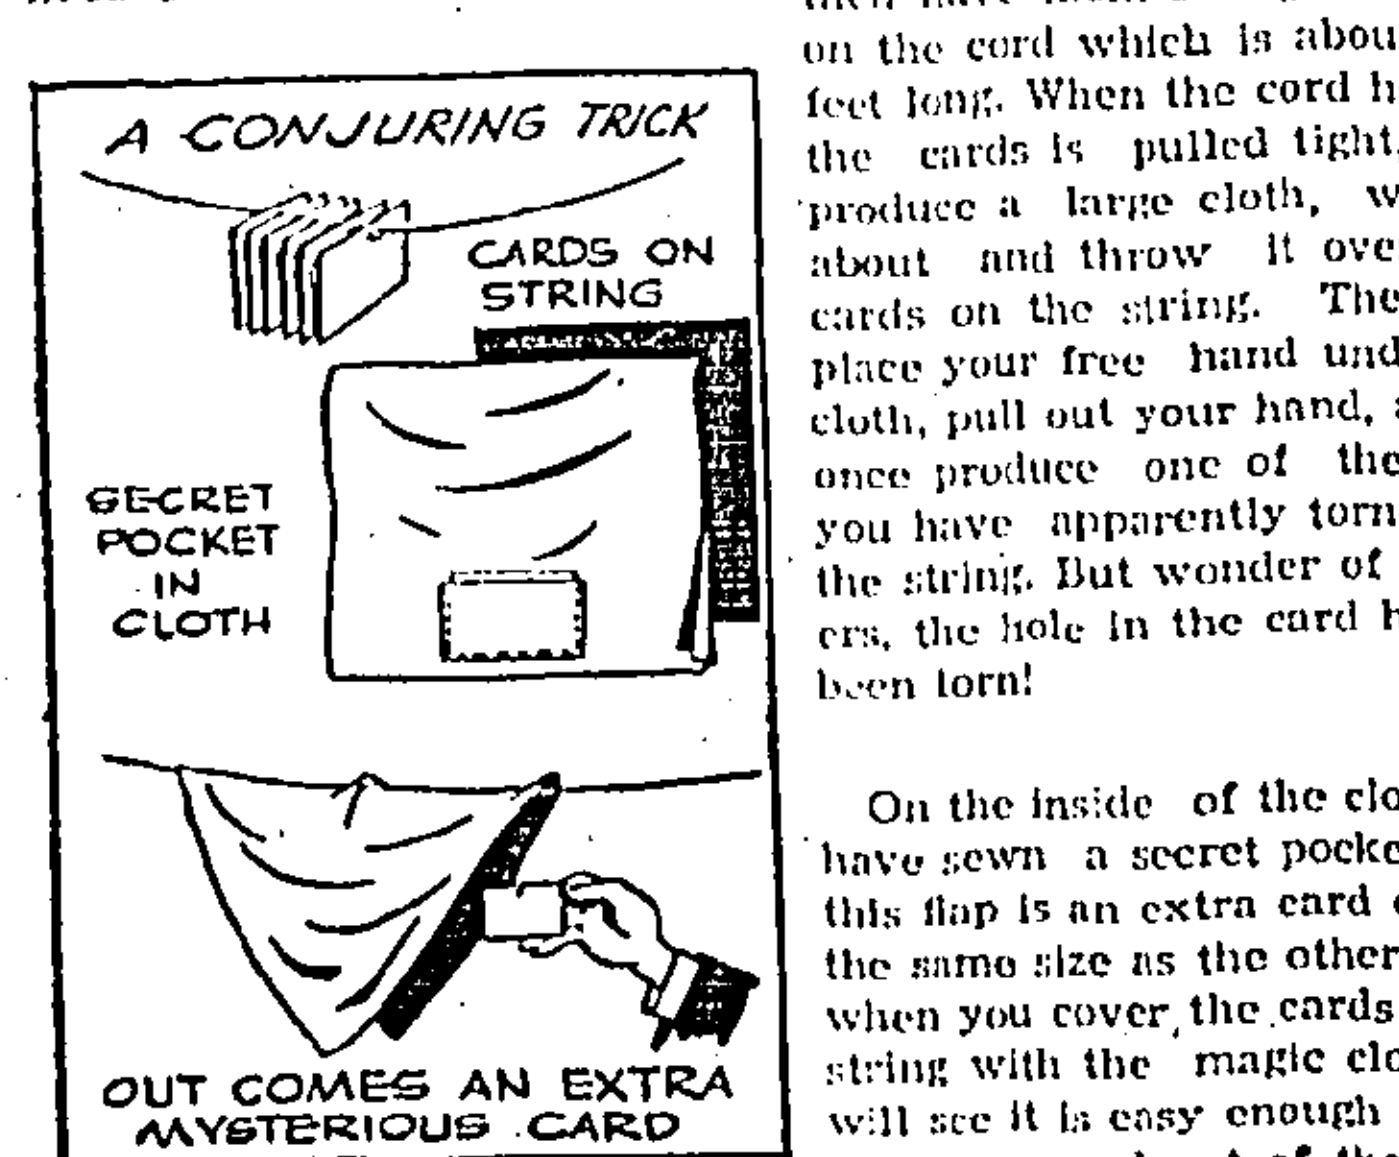 A CONJURING TRICK
CARDS ON
STRING
SECRET
POCKET
IN
CLOTH
OUT COMES AN EXTRA
MYSTERIOUS CARD
on the cord which is abou
feet long. When the cord h
the cards is pulled tight,
produce a large cloth, w
about and throw it ove
cards on the string. The
place your free hand und
cloth, pull out your hand, a
once produce one of the
you have apparently torn
the string. But wonder of
ers, the hole in the card h
been torn!
On the inside of the clo
have sewn a secret pocke
this flap is an extra card
the same size as the other
when you cover, the cards
string with the magic clo
will see it is easy enough